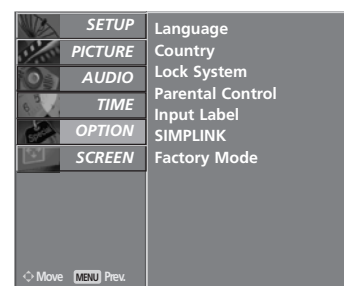 SETUP
PICTURE
AUDIO
TIME
OPTION
SCREEN
Language
Country
Lock System
Parental Control
Input Label
SIMPLINK
Factory Mode
Move MENU Prev.